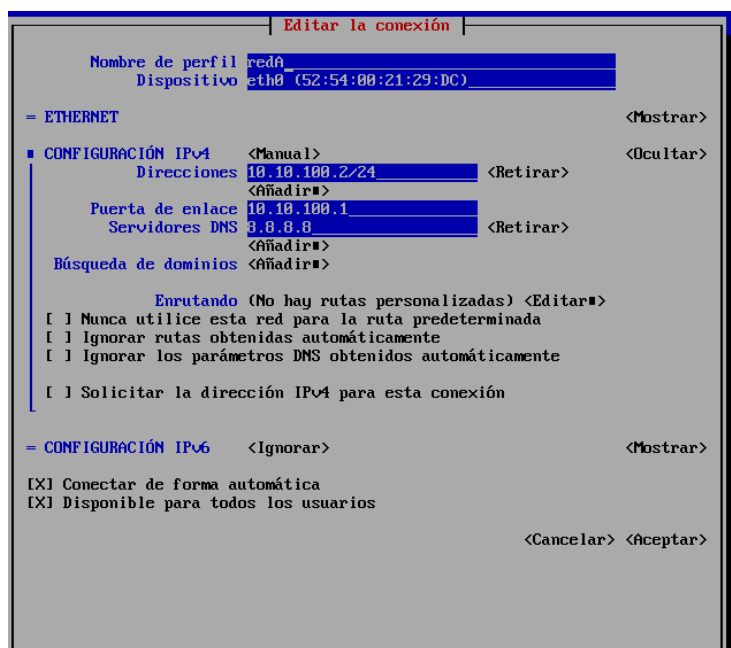 Editar la conexión
Nombre de perfil redA_
Dispositivo eth0 (52:54:00:21:29:DC)
= ETHERNET <Mostrar>
CONFIGURACIÓN IPv4 <Manual> <Ocultar>
Direcciones 10.10.100.2/24 <Retirar>
<Añadir>
Puerta de enlace 10.10.100.1
Servidores DNS 8.8.8.8 <Retirar>
<Añadir>
Búsqueda de dominios <Añadir>
Enrutando (No hay rutas personalizadas) <Editar>
[ ] Nunca utilice esta red para la ruta predeterminada
[ ] Ignorar rutas obtenidas automáticamente
[ ] Ignorar los parámetros DNS obtenidos automáticamente
[ ] Solicitar la dirección IPv4 para esta conexión
= CONFIGURACIÓN IPv6 <Ignorar> <Mostrar>
[X] Conectar de forma automática
[X] Disponible para todos los usuarios
<Cancelar> <Aceptar>